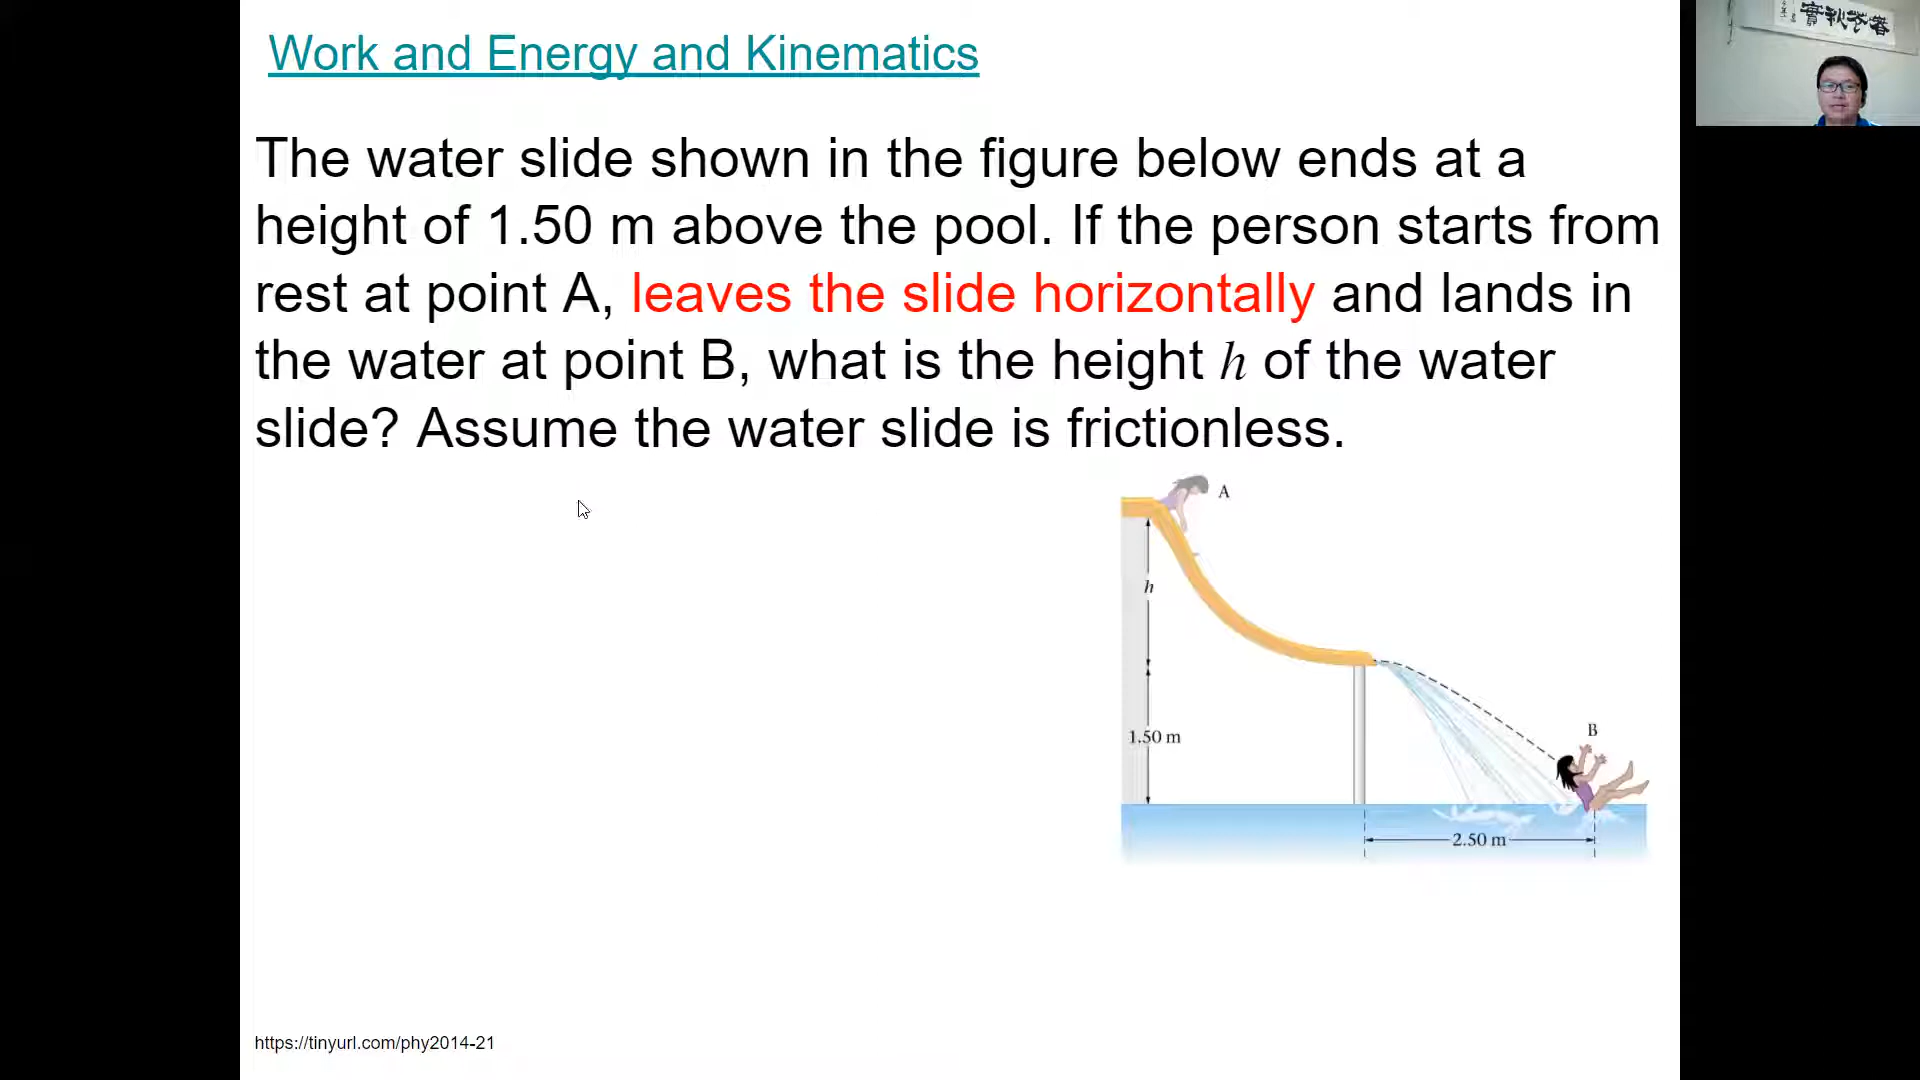 Work and Energy and Kinematics
The water slide shown in the figure below ends at a
height of 1.50 m above the pool. If the person starts from
rest at point A, leaves the slide horizontally and lands in
the water at point B, what is the height h of the water
slide? Assume the water slide is frictionless.
A
h
1.50 m
B
2.50 m
https://tinyurl.com/phy2014-21